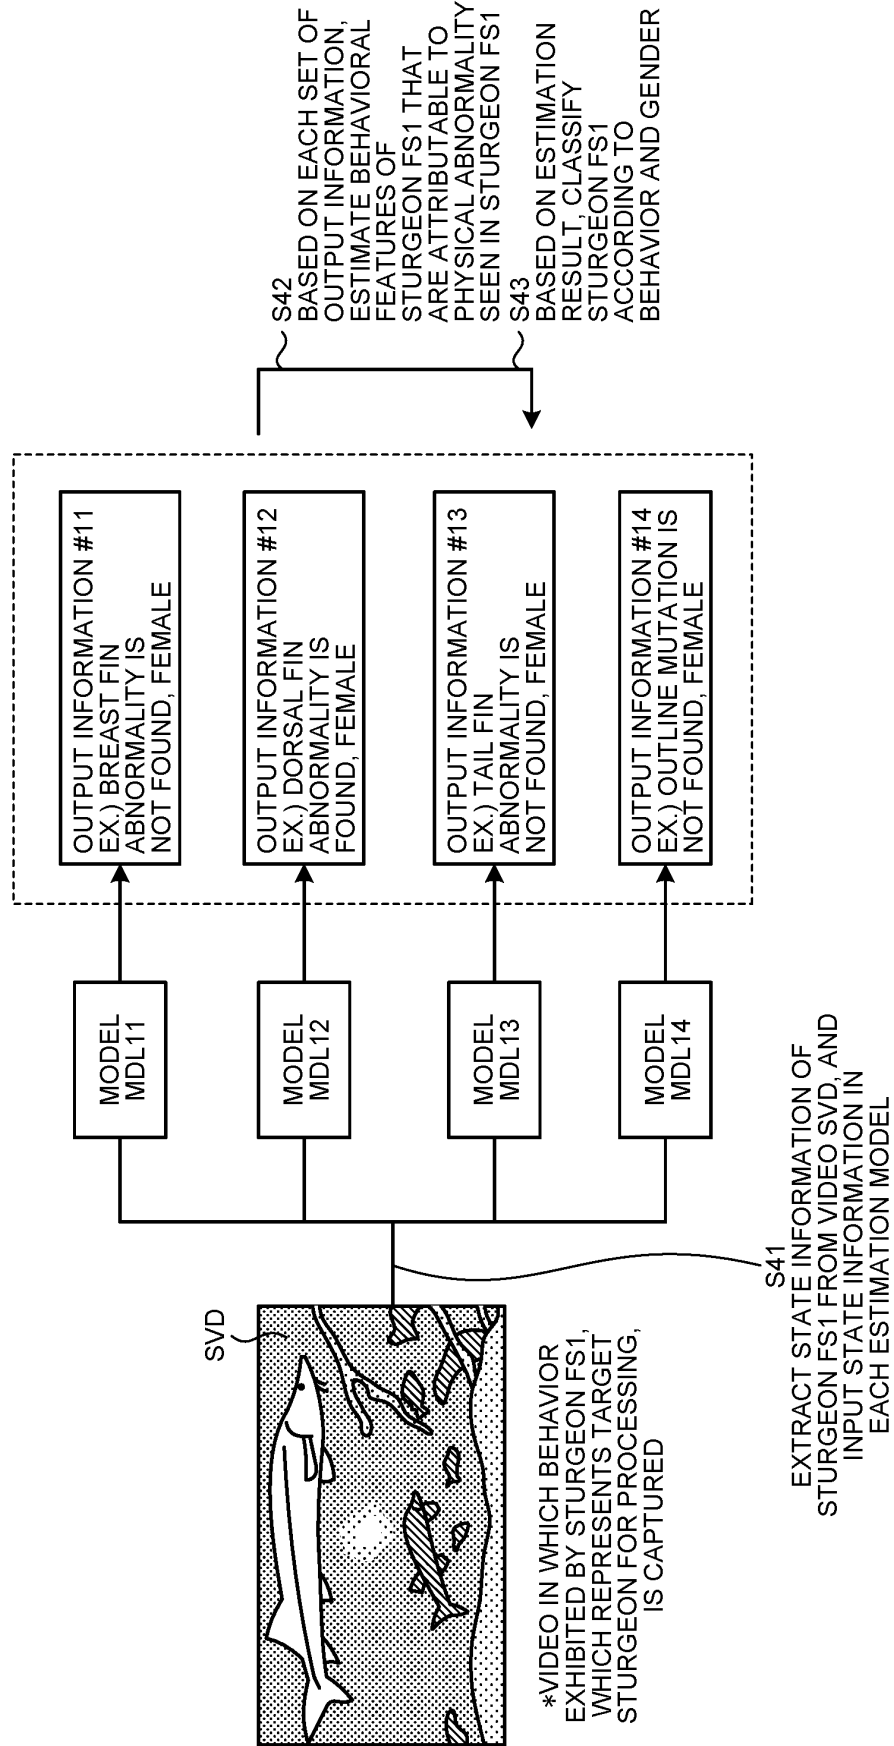 SVD
*VIDEO IN WHICH BEHAVIOR
EXHIBITED BY STURGEON FS1,
WHICH REPRESENTS TARGET
STURGEON FOR PROCESSING,
IS CAPTURED
S41
EXTRACT STATE INFORMATION OF
STURGEON FS1 FROM VIDEO SVD, AND
INPUT STATE INFORMATION IN
EACH ESTIMATION MODEL
MODEL
MDL11
MODEL
MDL12
MODEL
MDL13
MODEL
MDL14
OUTPUT INFORMATION #11
EX.) BREAST FIN
ABNORMALITY IS
NOT FOUND, FEMALE
OUTPUT INFORMATION #12
EX.) DORSAL FIN
ABNORMALITY IS
FOUND, FEMALE
OUTPUT INFORMATION #13
EX.) TAIL FIN
ABNORMALITY IS
NOT FOUND, FEMALE
OUTPUT INFORMATION #14
EX.) OUTLINE MUTATION IS
NOT FOUND, FEMALE
S42
BASED ON EACH SET OF
OUTPUT INFORMATION,
ESTIMATE BEHAVIORAL
FEATURES OF
STURGEON FS1 THAT
ARE ATTRIBUTABLE TO
PHYSICAL ABNORMALITY
SEEN IN STURGEON FS1
S43
BASED ON ESTIMATION
RESULT, CLASSIFY
STURGEON FS1
ACCORDING TO
BEHAVIOR AND GENDER